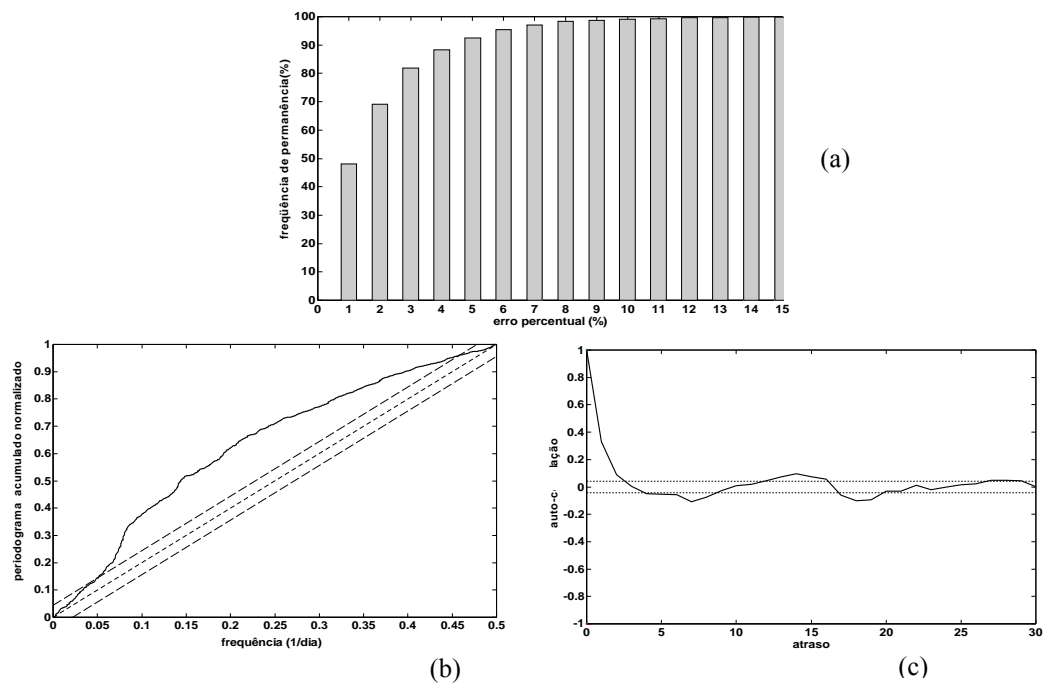 100
90
80
70
60
50
40
30
20
10
0
freqüência de permanência(%)
0 1 2 3 4 5 6 7 8 9 10 11 12 13 14 15
erro percentual (%)
(a)
1
0.9
0.8
0.7
0.6
0.5
0.4
0.3
0.2
0.1
0
periodograma acumulado normalizado
0 0.05 0.1 0.15 0.2 0.25 0.3 0.35 0.4 0.45 0.5
frequência (1/dia)
(b)
1
0.8
0.6
0.4
0.2
0
-0.2
-0.4
-0.6
-0.8
-1
auto-c lação
0 5 10 15 20 25 30
atraso
(c)